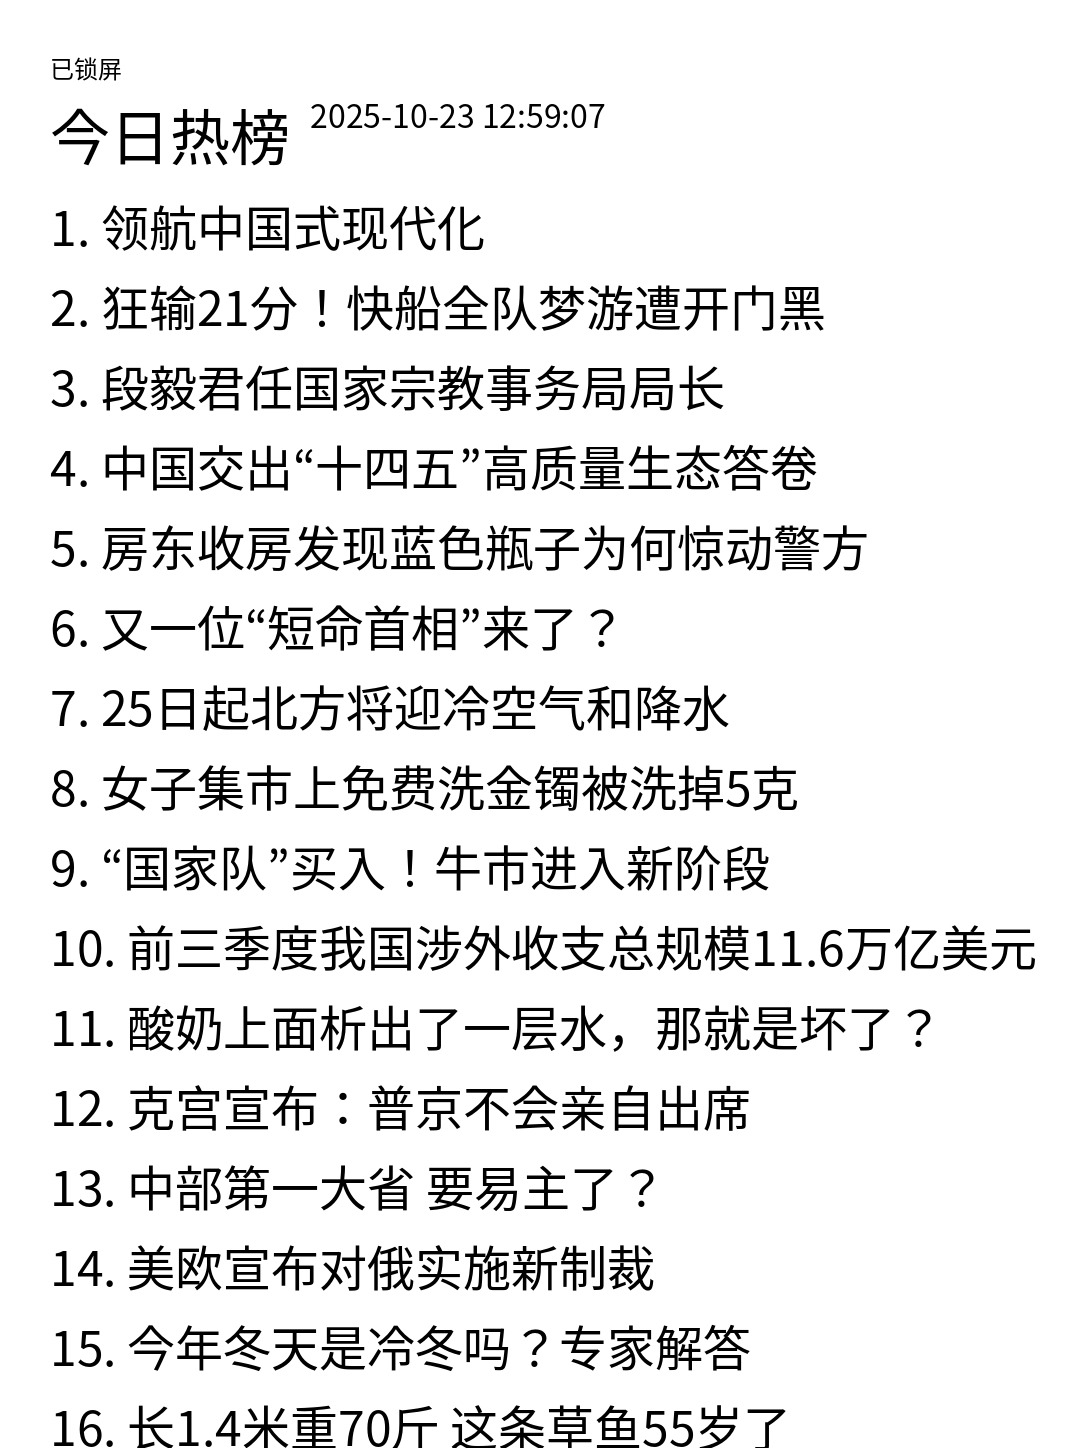 已锁屏
今日热榜 2025-10-23 12:59:07
1. 领航中国式现代化
2. 狂输21分！快船全队梦游遭开门黑
3. 段毅君任国家宗教事务局局长
4. 中国交出“十四五”高质量生态答卷
5. 房东收房发现蓝色瓶子为何惊动警方
6. 又一位“短命首相”来了？
7. 25日起北方将迎冷空气和降水
8. 女子集市上免费洗金镯被洗掉5克
9. “国家队”买入！牛市进入新阶段
10. 前三季度我国涉外收支总规模11.6万亿美元
11. 酸奶上面析出了一层水，那就是坏了？
12. 克宫宣布：普京不会亲自出席
13. 中部第一大省 要易主了？
14. 美欧宣布对俄实施新制裁
15. 今年冬天是冷冬吗？专家解答
16. 长1.4米重70斤 这条草鱼55岁了